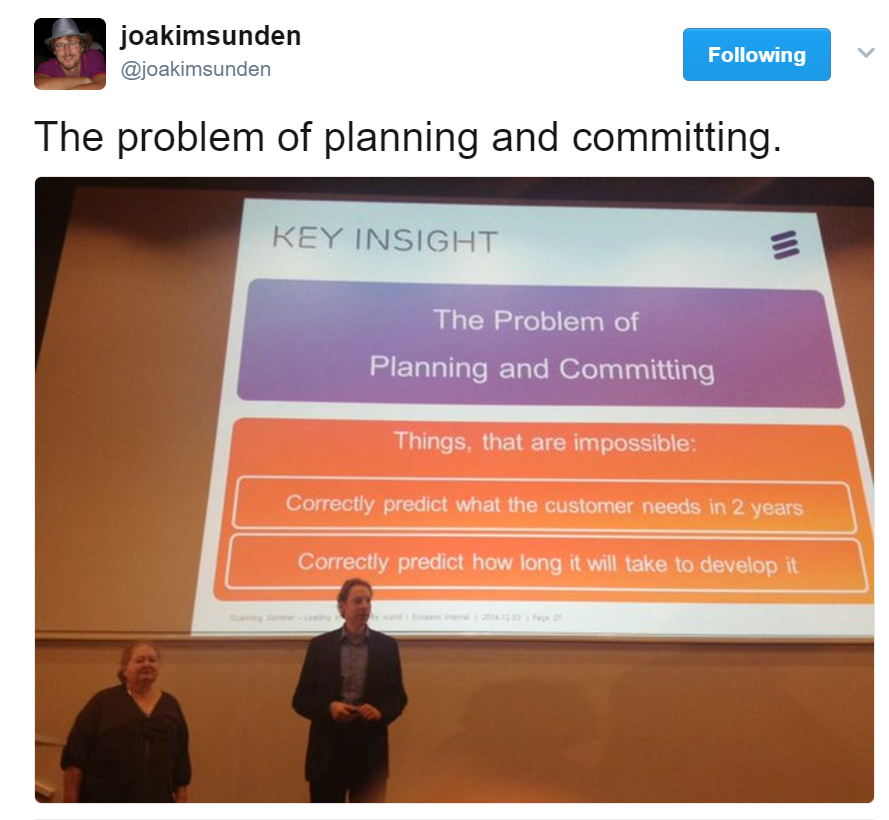 joakimsunden
@joakimsunden
Following
The problem of planning and committing.
KEY INSIGHT
The Problem of
Planning and Committing
Things, that are impossible:
Correctly predict what the customer needs in 2 years
Correctly predict how long it will take to develop it
Seminar – Leading world | Ericsson Internal | 2014-12-03 | Page 21